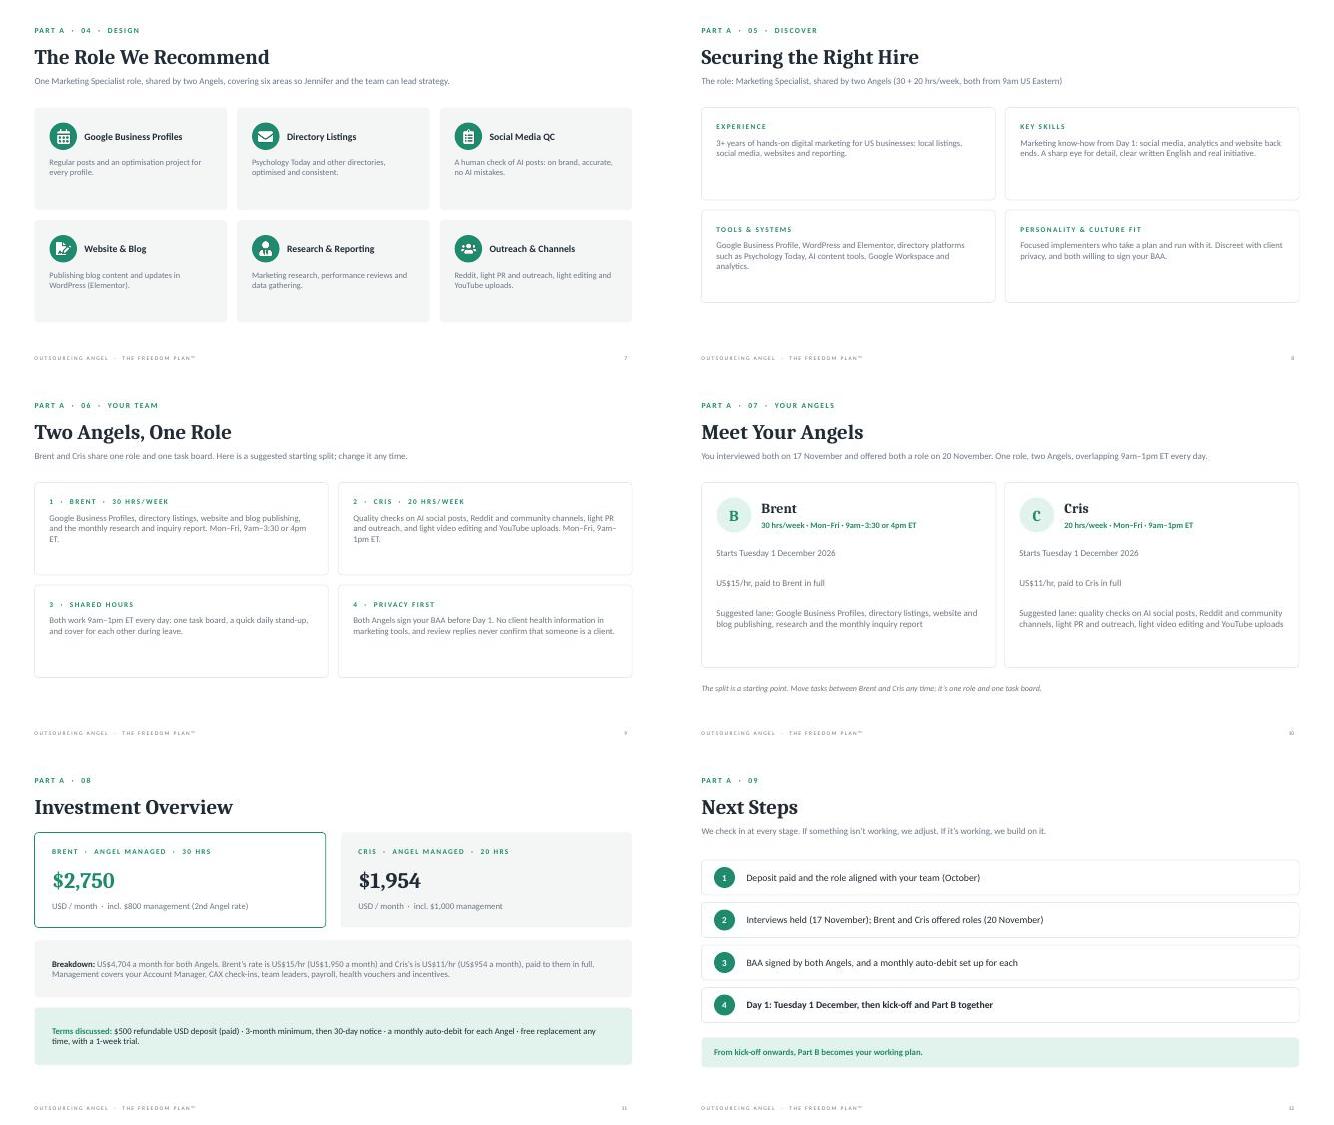 PART A · 04 · DESIGN
The Role We Recommend
One Marketing Specialist role, shared by two Angels, covering six areas so Jennifer and the team can lead strategy.
Google Business Profiles
Regular posts and an optimisation project for
every profile.
Directory Listings
Psychology Today and other directories,
optimised and consistent.
Social Media QC
A human check of AI posts: on brand, accurate,
no AI mistakes.
Website & Blog
Publishing blog content and updates in
WordPress (Elementor).
Research & Reporting
Marketing research, performance reviews and
data gathering.
Outreach & Channels
Reddit, light PR and outreach, light editing and
YouTube uploads.
OUTSOURCING ANGEL · THE FREEDOM PLAN™
7
PART A · 05 · DISCOVER
Securing the Right Hire
The role: Marketing Specialist, shared by two Angels (30 + 20 hrs/week, both from 9am US Eastern)
EXPERIENCE
3+ years of hands-on digital marketing for US businesses: local listings,
social media, websites and reporting.
KEY SKILLS
Marketing know-how from Day 1: social media, analytics and website back
ends. A sharp eye for detail, clear written English and real initiative.
TOOLS & SYSTEMS
Google Business Profile, WordPress and Elementor, directory platforms
such as Psychology Today, AI content tools, Google Workspace and
analytics.
PERSONALITY & CULTURE FIT
Focused implementers who take a plan and run with it. Discreet with client
privacy, and both willing to sign your BAA.
OUTSOURCING ANGEL · THE FREEDOM PLAN™
8
PART A · 06 · YOUR TEAM
Two Angels, One Role
Brent and Cris share one role and one task board. Here is a suggested starting split; change it any time.
1 · BRENT · 30 HRS/WEEK
Google Business Profiles, directory listings, website and blog publishing,
and the monthly research and inquiry report. Mon–Fri, 9am–3:30 or 4pm
ET.
2 · CRIS · 20 HRS/WEEK
Quality checks on AI social posts, Reddit and community channels, light PR
and outreach, and light video editing and YouTube uploads. Mon–Fri, 9am–
1pm ET.
3 · SHARED HOURS
Both work 9am–1pm ET every day: one task board, a quick daily stand-up,
and cover for each other during leave.
4 · PRIVACY FIRST
Both Angels sign your BAA before Day 1. No client health information in
marketing tools, and review replies never confirm that someone is a client.
OUTSOURCING ANGEL · THE FREEDOM PLAN™
9
PART A · 07 · YOUR ANGELS
Meet Your Angels
You interviewed both on 17 November and offered both a role on 20 November. One role, two Angels, overlapping 9am–1pm ET every day.
B
Brent
30 hrs/week · Mon–Fri · 9am–3:30 or 4pm ET
Starts Tuesday 1 December 2026
US$15/hr, paid to Brent in full
Suggested lane: Google Business Profiles, directory listings, website and
blog publishing, research and the monthly inquiry report
C
Cris
20 hrs/week · Mon–Fri · 9am–1pm ET
Starts Tuesday 1 December 2026
US$11/hr, paid to Cris in full
Suggested lane: quality checks on AI social posts, Reddit and community
channels, light PR and outreach, light video editing and YouTube uploads
The split is a starting point. Move tasks between Brent and Cris any time; it's one role and one task board.
OUTSOURCING ANGEL · THE FREEDOM PLAN™
10
PART A · 08
Investment Overview
BRENT · ANGEL MANAGED · 30 HRS
$2,750
USD / month · incl. $800 management (2nd Angel rate)
CRIS · ANGEL MANAGED · 20 HRS
$1,954
USD / month · incl. $1,000 management
Breakdown: US$4,704 a month for both Angels. Brent's rate is US$15/hr (US$1,950 a month) and Cris's is US$11/hr (US$954 a month), paid to them in full.
Management covers your Account Manager, CAX check-ins, team leaders, payroll, health vouchers and incentives.
Terms discussed: $500 refundable USD deposit (paid) · 3-month minimum, then 30-day notice · a monthly auto-debit for each Angel · free replacement any
time, with a 1-week trial.
OUTSOURCING ANGEL · THE FREEDOM PLAN™
11
PART A · 09
Next Steps
We check in at every stage. If something isn't working, we adjust. If it's working, we build on it.
1 Deposit paid and the role aligned with your team (October)
2 Interviews held (17 November); Brent and Cris offered roles (20 November)
3 BAA signed by both Angels, and a monthly auto-debit set up for each
4 Day 1: Tuesday 1 December, then kick-off and Part B together
From kick-off onwards, Part B becomes your working plan.
OUTSOURCING ANGEL · THE FREEDOM PLAN™
12